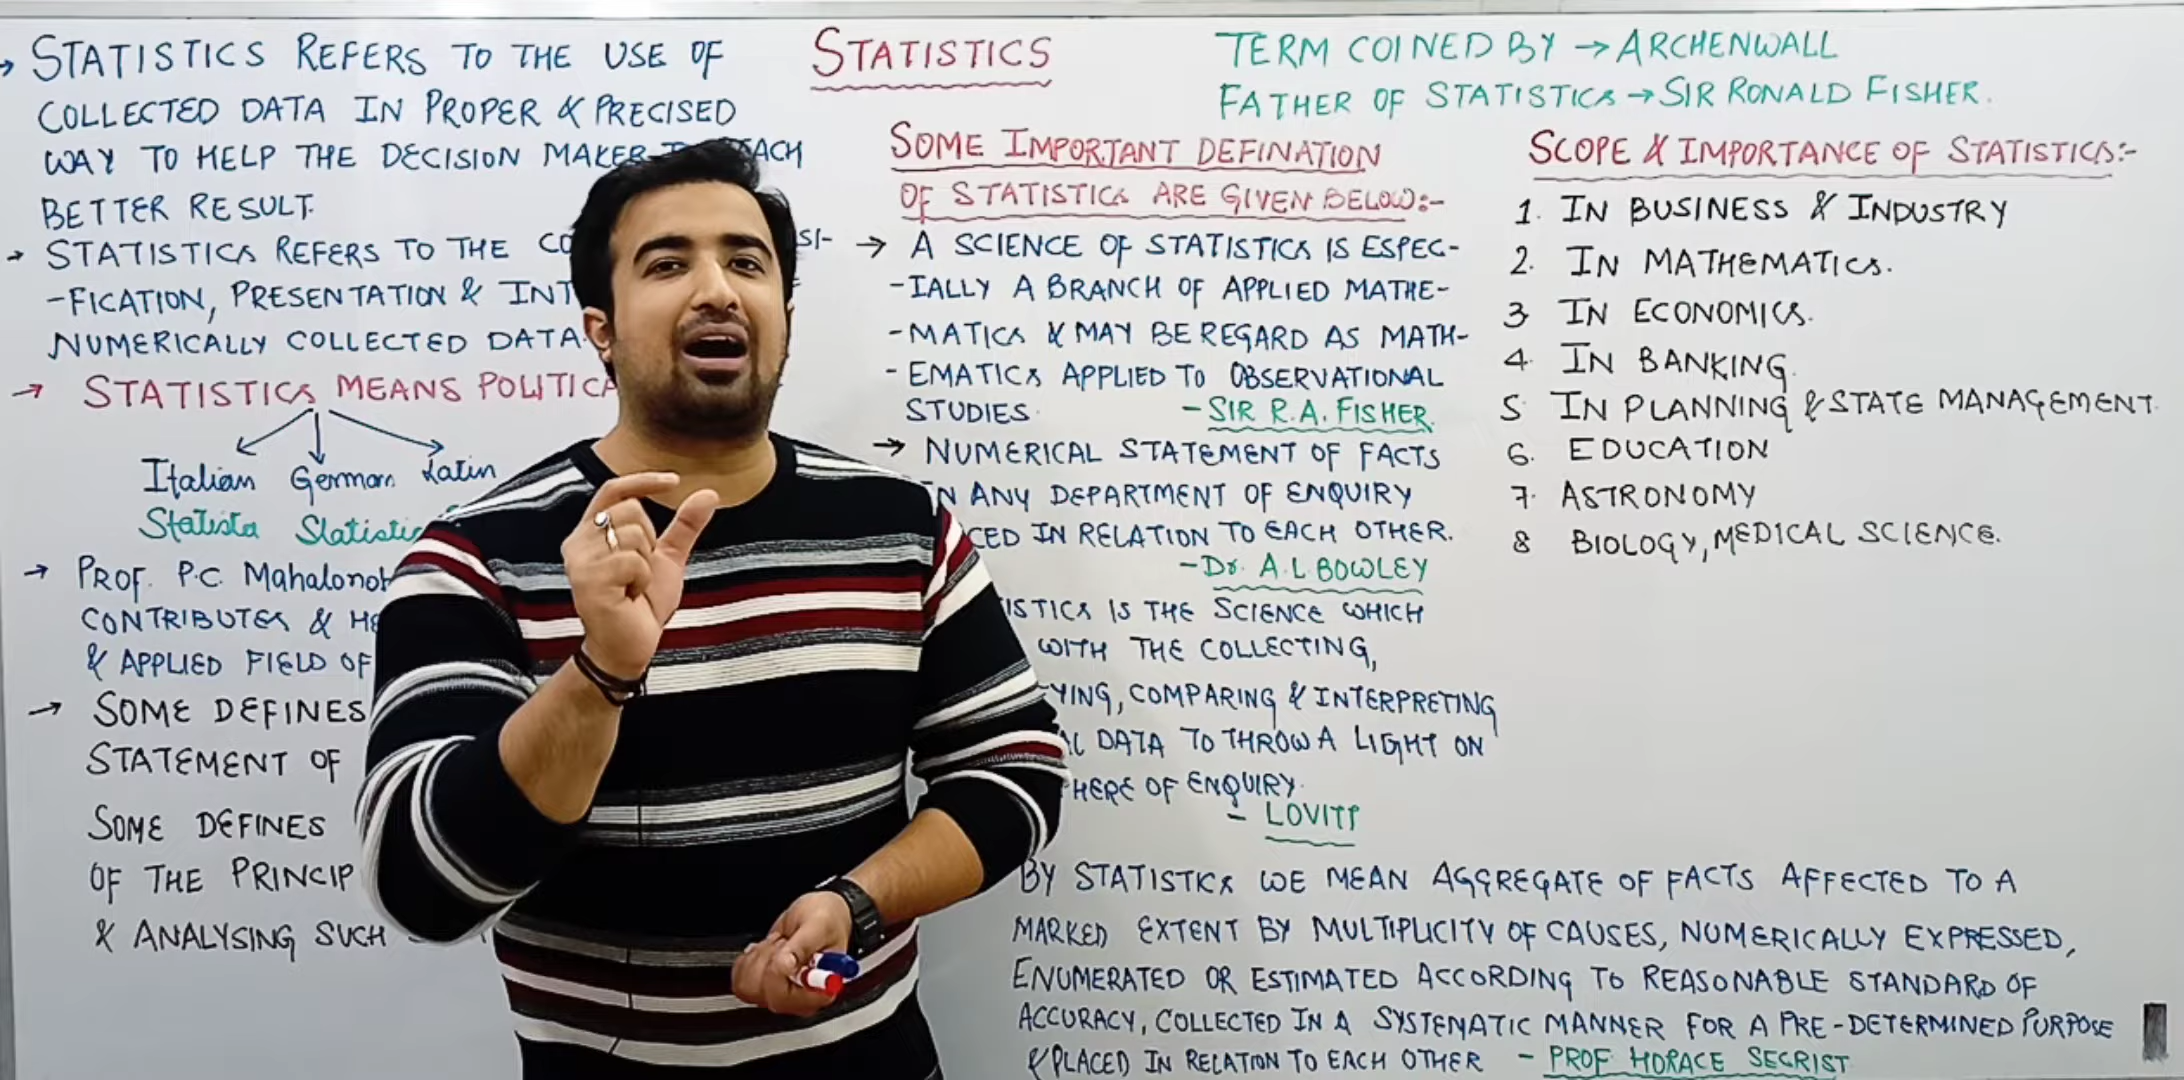 STATISTICS
→ STATISTICS REFERS TO THE USE OF
COLLECTED DATA IN PROPER & PRECISED
WAY TO HELP THE DECISION MAKER
BETTER RESULT.
→ STATISTICS REFERS TO THE
-FICATION, PRESENTATION &
NUMERICALLY COLLECTED DATA
→ STATISTICS MEANS
Italian German Latin
Statista
→ PROF. P.C.
CONTRIBUTES &
& APPLIED FIELD OF
→ SOME DEFINES
STATEMENT OF
SOME DEFINES
OF THE
& ANALYSING SUCH
TERM COINED BY → ARCHENWALL
FATHER OF STATISTICS → SIR RONALD FISHER.
SOME IMPORTANT DEFINATION
OF STATISTICS ARE GIVEN BELOW:-
→ A SCIENCE OF STATISTICS IS ESPEC-
-IALLY A BRANCH OF APPLIED MATHE-
-MATICS & MAY BE REGARD AS MATH-
-EMATICS APPLIED TO OBSERVATIONAL
STUDIES. - SIR R.A. FISHER.
→ NUMERICAL STATEMENT OF FACTS
IN ANY DEPARTMENT OF ENQUIRY
IN RELATION TO EACH OTHER.
- Dr. A.L BOWLEY
IS THE SCIENCE WHICH
WITH THE COLLECTING,
COMPARING & INTERPRETING
DATA TO THROW A LIGHT ON
OF ENQUIRY.
- LOVITT
BY STATISTICS WE MEAN AGGREGATE OF FACTS AFFECTED TO A
MARKED EXTENT BY MULTIPLICITY OF CAUSES, NUMERICALLY EXPRESSED,
ENUMERATED OR ESTIMATED ACCORDING TO REASONABLE STANDARD OF
ACCURACY, COLLECTED IN A SYSTEMATIC MANNER FOR A PRE-DETERMINED PURPOSE
& PLACED IN RELATION TO EACH OTHER - PROF HORACE SECRIST
SCOPE & IMPORTANCE OF STATISTICS:-
1. IN BUSINESS & INDUSTRY
2. IN MATHEMATICS.
3 IN ECONOMICS.
4. IN BANKING.
5 IN PLANNING & STATE MANAGEMENT.
6. EDUCATION
7. ASTRONOMY
8 BIOLOGY, MEDICAL SCIENCE.